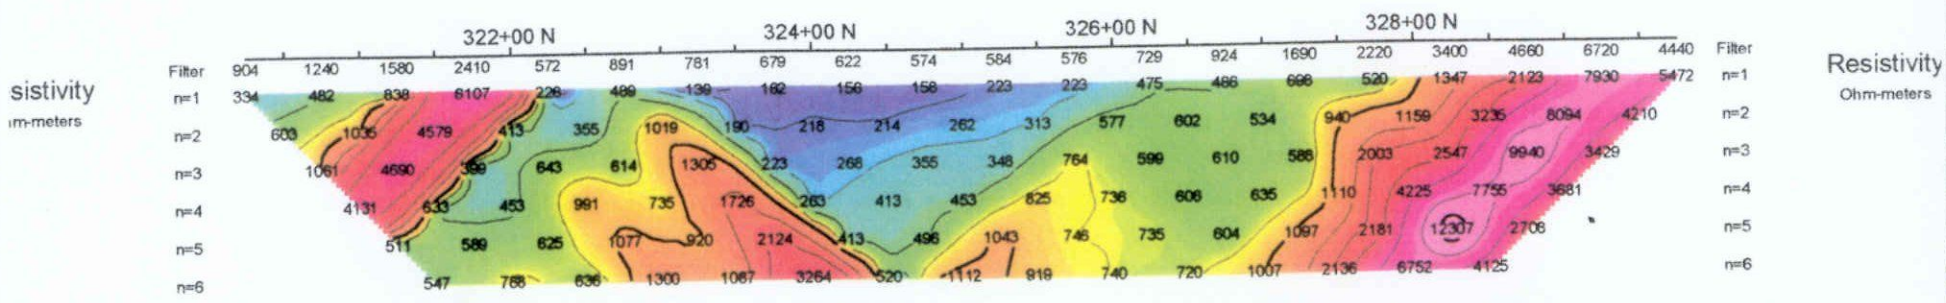 322+00 N 324+00 N 326+00 N 328+00 N
Filter 904 1240 1580 2410 572 891 781 679 622 574 584 576 729 924 1690 2220 3400 4660 6720 4440 Filter
sistivity Resistivity
m-meters Ohm-meters
n=1 334 482 838 6107 228 489 139 162 156 158 223 223 475 486 698 520 1347 2123 7930 5472 n=1
n=2 603 1035 4579 413 355 1019 190 218 214 262 313 577 602 534 940 1159 3235 8094 4210 n=2
n=3 1061 4690 399 643 614 1305 223 268 355 348 764 599 610 588 2003 2547 9940 3429 n=3
n=4 4131 633 453 991 735 1726 263 413 453 825 736 606 635 1110 4225 7755 3681 n=4
n=5 511 589 625 1077 920 2124 413 496 1043 746 735 604 1097 2181 12307 2708 n=5
n=6 547 768 636 1300 1067 3264 520 1112 919 740 720 1007 2136 6752 4125 n=6